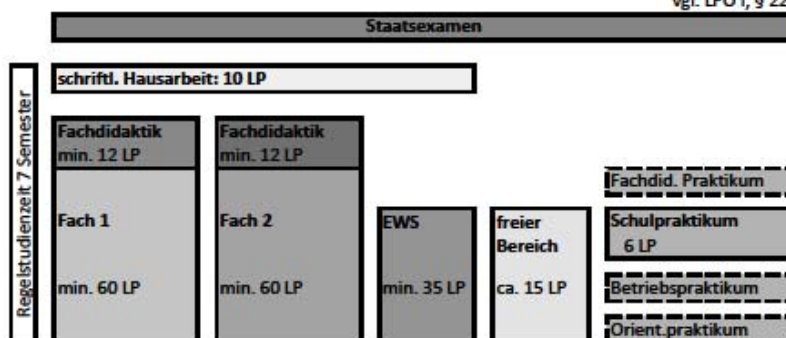 vgl. LPO I, § 22
Staatsexamen
schriftl. Hausarbeit: 10 LP
Regelstudienzeit 7 Semester
Fachdidaktik
min. 12 LP
Fach 1
min. 60 LP
Fachdidaktik
min. 12 LP
Fach 2
min. 60 LP
EWS
min. 35 LP
freier
Bereich
ca. 15 LP
Fachdid. Praktikum
Schulpraktikum
6 LP
Betriebspraktikum
Orient.praktikum